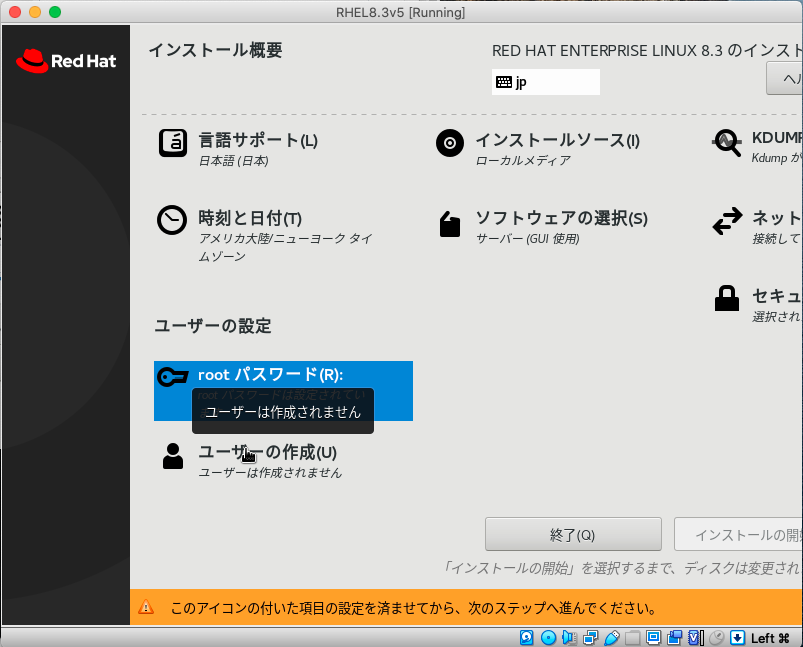 RHEL8.3v5 [Running]
Red Hat
インストール概要
RED HAT ENTERPRISE LINUX 8.3 のインスト
jp
ヘル
言語サポート(L)
日本語 (日本)
インストールソース(I)
ローカルメディア
KDUMP
Kdump が
時刻と日付(T)
アメリカ大陸/ニューヨーク タイ
ムゾーン
ソフトウェアの選択(S)
サーバー (GUI 使用)
ネット
接続して
セキュ
選択され
ユーザーの設定
root パスワード(R):
root パスワードは設定されてい
ユーザーは作成されません
ユーザーの作成(U)
ユーザーは作成されません
終了(Q)
インストールの開始
「インストールの開始」を選択するまで、ディスクは変更され
このアイコンの付いた項目の設定を済ませてから、次のステップへ進んでください。
Left ⌘